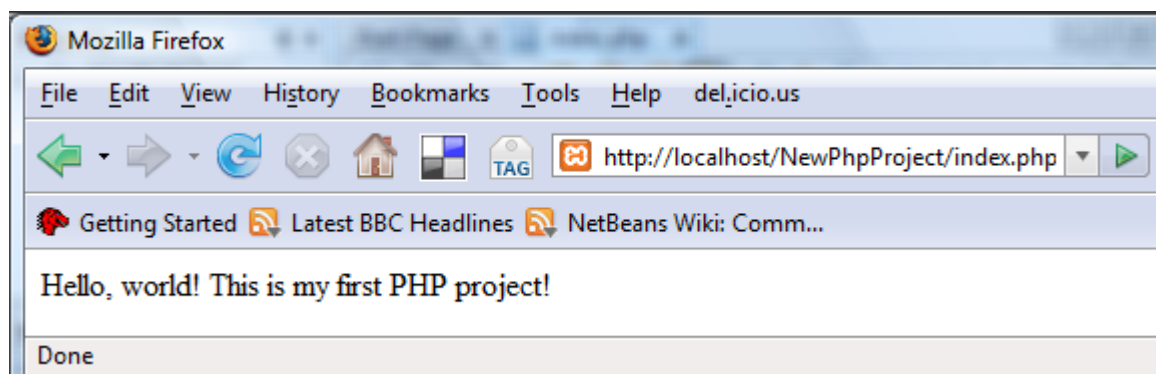 Mozilla Firefox
File Edit View History Bookmarks Tools Help del.icio.us
TAG http://localhost/NewPhpProject/index.php
Getting Started Latest BBC Headlines NetBeans Wiki: Comm...
Hello, world! This is my first PHP project!
Done